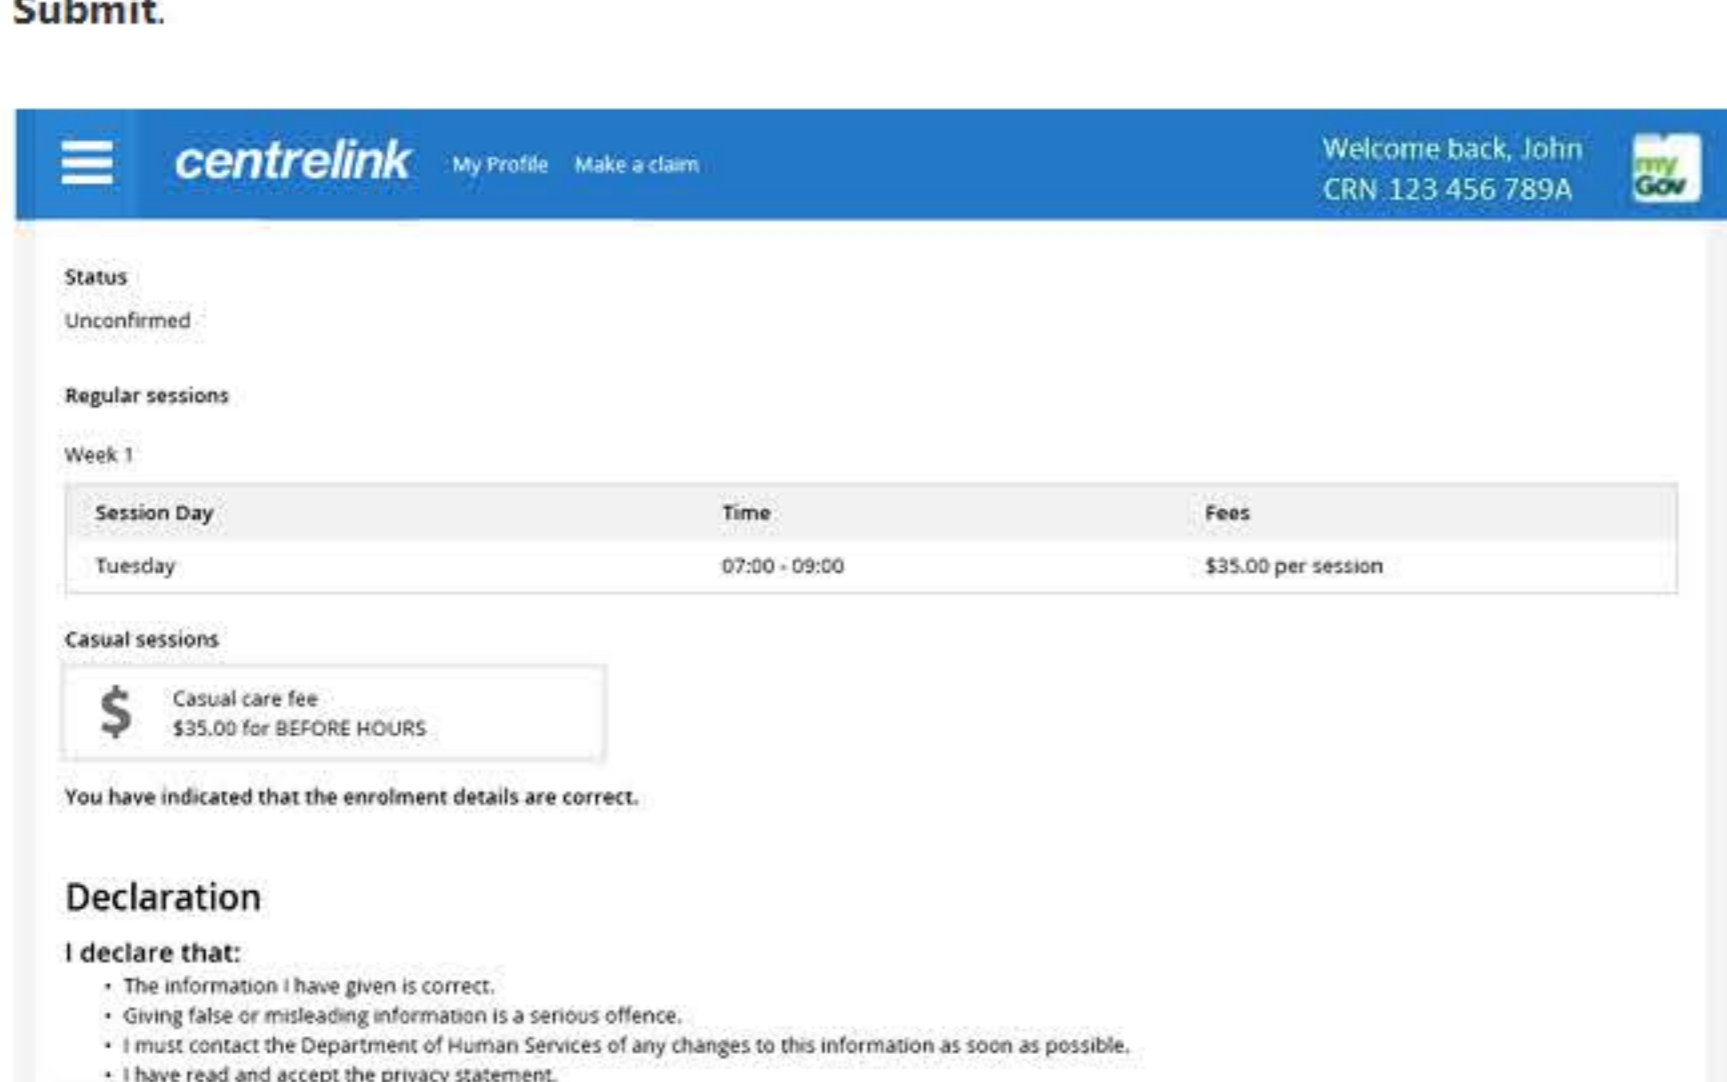 Submit.
centrelink My Profile Make a claim
Welcome back, John
CRN 123 456 789A
my
Gov
Status
Unconfirmed
Regular sessions
Week 1
Session Day Time Fees
Tuesday 07:00 - 09:00 $35.00 per session
Casual sessions
$
Casual care fee
$35.00 for BEFORE HOURS
You have indicated that the enrolment details are correct.
Declaration
I declare that:
• The information I have given is correct.
• Giving false or misleading information is a serious offence.
• I must contact the Department of Human Services of any changes to this information as soon as possible.
• I have read and accept the privacy statement.